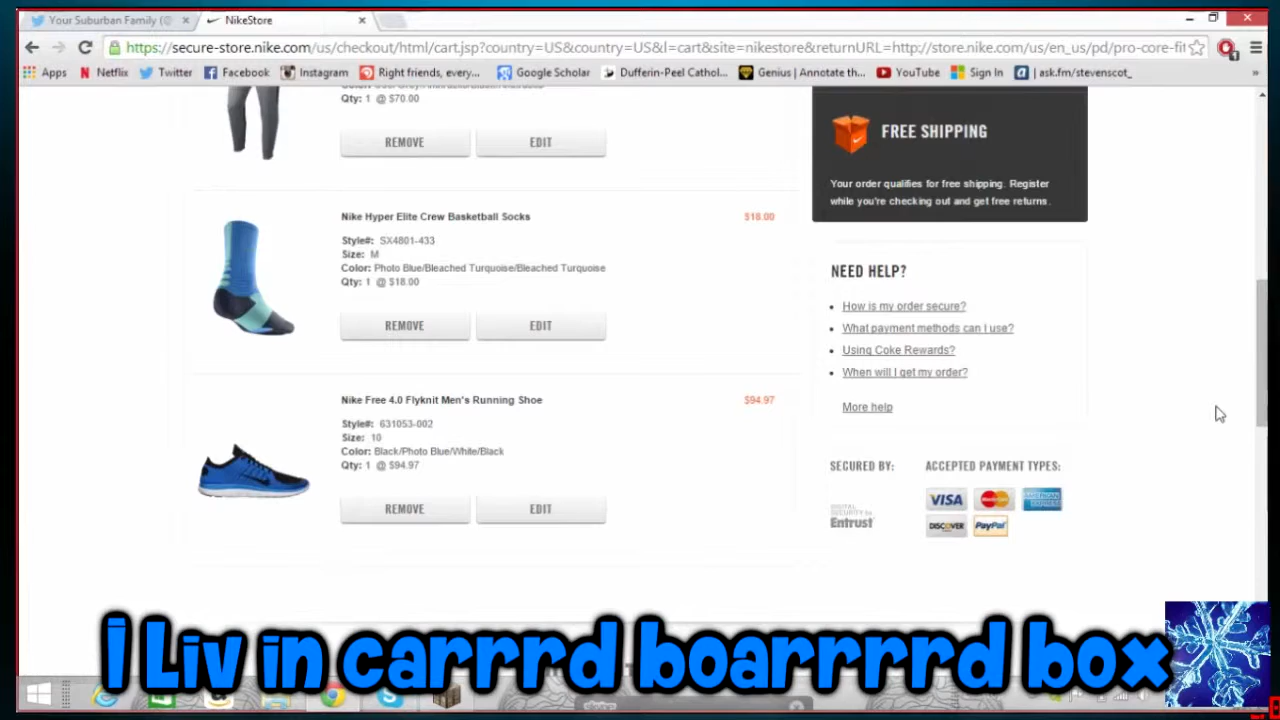 Your Suburban Family (@
NikeStore
https://secure-store.nike.com/us/checkout/html/cart.jsp?country=US&country=US&l=cart&site=nikestore&returnURL=http://store.nike.com/us/en_us/pd/pro-core-fit
Apps
Netflix
Twitter
Facebook
Instagram
Right friends, every...
Google Scholar
Dufferin-Peel Cathol...
Genius | Annotate th...
YouTube
Sign In
ask.fm/stevenscot_
Qty: 1 @ $70.00
REMOVE
EDIT
Nike Hyper Elite Crew Basketball Socks
$18.00
Style#: SX4801-433
Size: M
Color: Photo Blue/Bleached Turquoise/Bleached Turquoise
Qty: 1 @ $18.00
REMOVE
EDIT
Nike Free 4.0 Flyknit Men's Running Shoe
$94.97
Style#: 631053-002
Size: 10
Color: Black/Photo Blue/White/Black
Qty: 1 @ $94.97
REMOVE
EDIT
FREE SHIPPING
Your order qualifies for free shipping. Register
while you're checking out and get free returns.
NEED HELP?
How is my order secure?
What payment methods can I use?
Using Coke Rewards?
When will I get my order?
More help
SECURED BY:
DIGITAL
SECURITY by
Entrust
ACCEPTED PAYMENT TYPES:
VISA
MasterCard
AMERICAN EXPRESS
DISCOVER
PayPal
I Liv in carrrd boarrrrd box